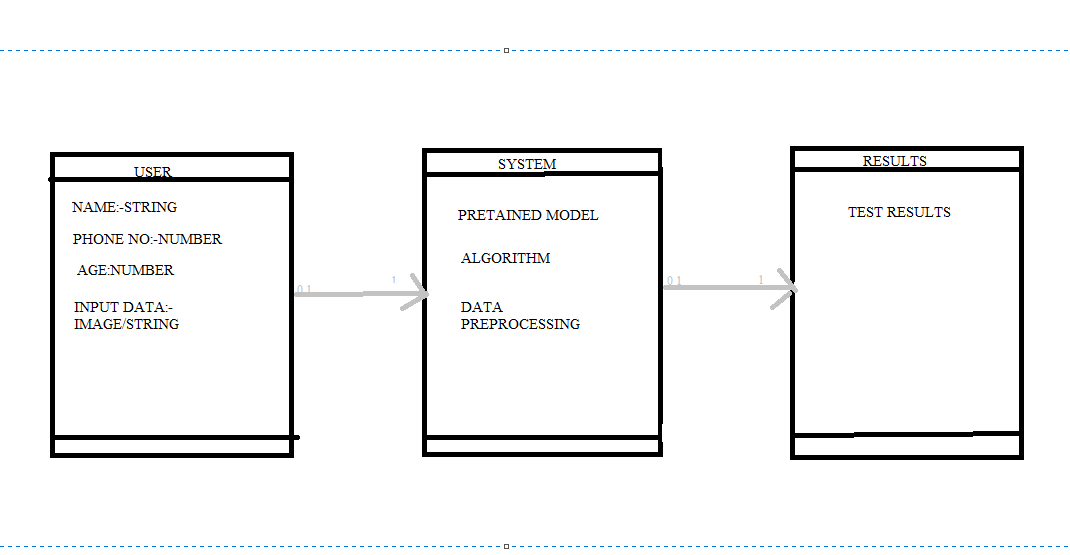 USER
NAME:-STRING
PHONE NO:-NUMBER
AGE:NUMBER
INPUT DATA:-
IMAGE/STRING
0 1
1
SYSTEM
PRETAINED MODEL
ALGORITHM
DATA
PREPROCESSING
0 1
1
RESULTS
TEST RESULTS